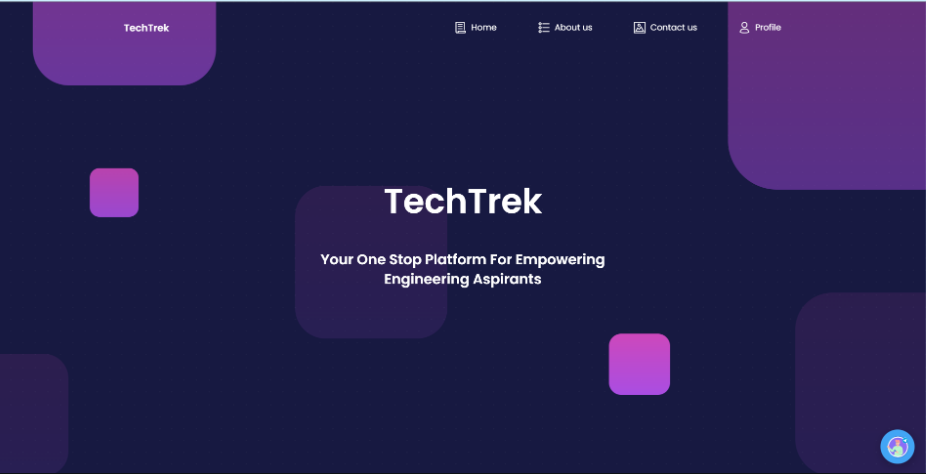 TechTrek
Home
About us
Contact us
Profile
TechTrek
Your One Stop Platform For Empowering
Engineering Aspirants